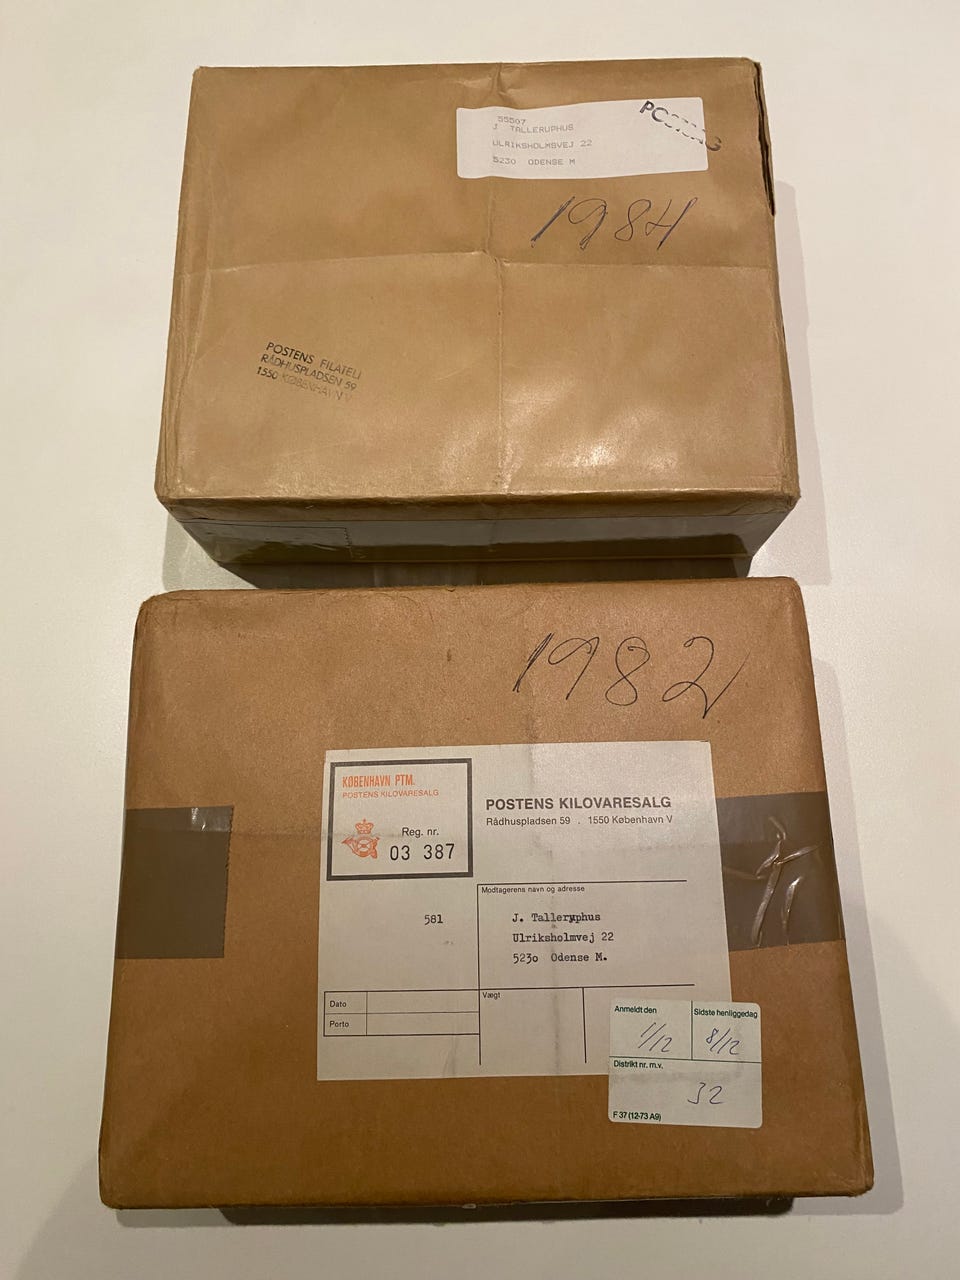 55507
J TALLERUPHUS
ULRIKSHOLMSVEJ 22
5230 ODENSE M
1984
POSTENS FILATELI
RÅDHUSPLADSEN 59
1550 KØBENHAVN V
1982
KØBENHAVN PTM.
POSTENS KILOVARESALG
Reg. nr.
03 387
POSTENS KILOVARESALG
Rådhuspladsen 59 . 1550 København V
Modtagerens navn og adresse
581
J. Talleruphus
Ulriksholmvej 22
5230 Odense M.
Dato
Porto
Vægt
Anmeldt den
1/12
Sidste henliggedag
8/12
Distrikt nr. m.v.
32
F 37 (12-73 A9)